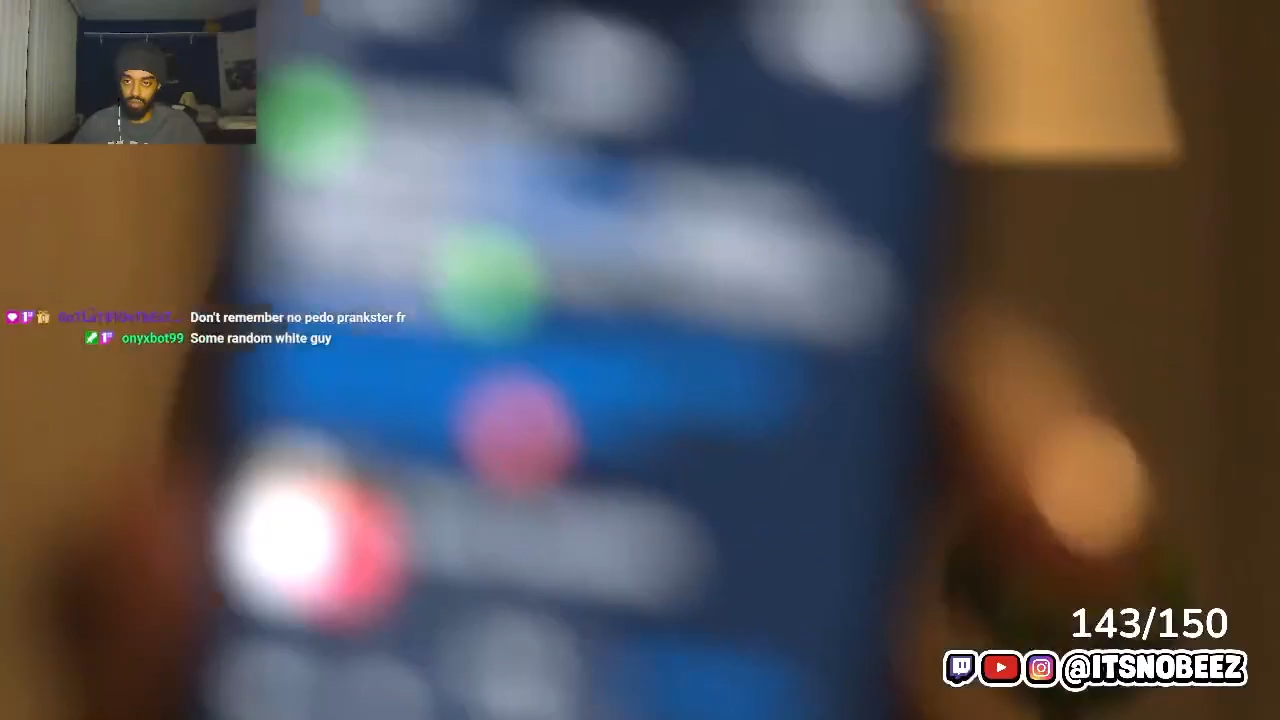 Don't remember no pedo prankster fr
onyxbot99 Some random white guy
143/150
@ITSNOBEEZ